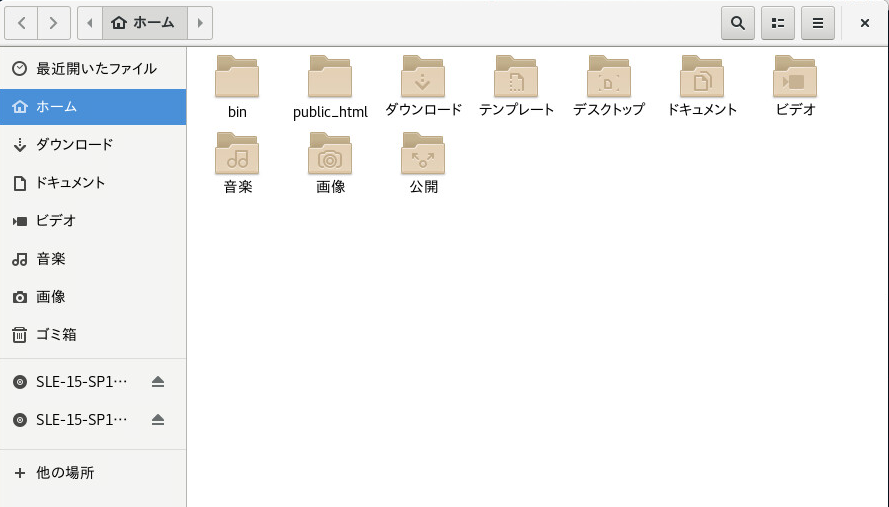 ホーム
最近開いたファイル
ホーム
ダウンロード
ドキュメント
ビデオ
音楽
画像
ゴミ箱
SLE-15-SP1…
SLE-15-SP1…
他の場所
bin
public_html
ダウンロード
テンプレート
デスクトップ
ドキュメント
ビデオ
音楽
画像
公開